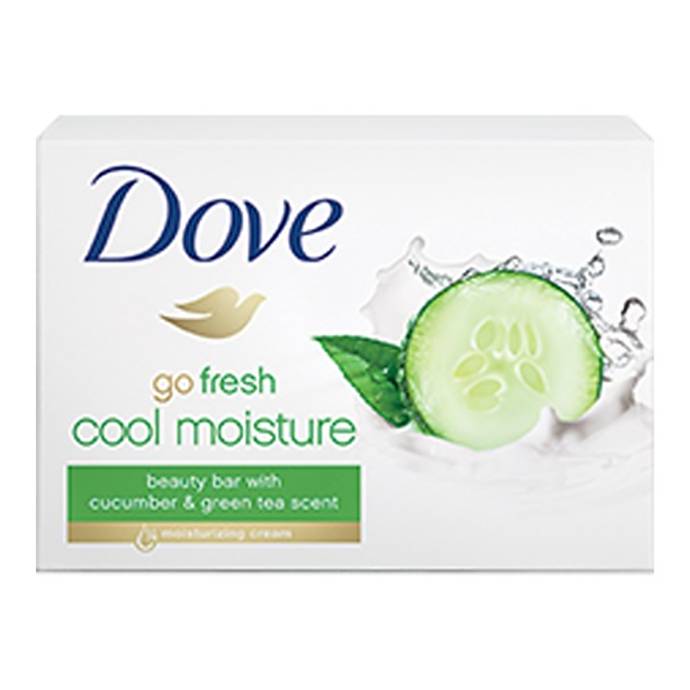 Dove
go fresh
cool moisture
beauty bar with
cucumber & green tea scent
moisturizing cream